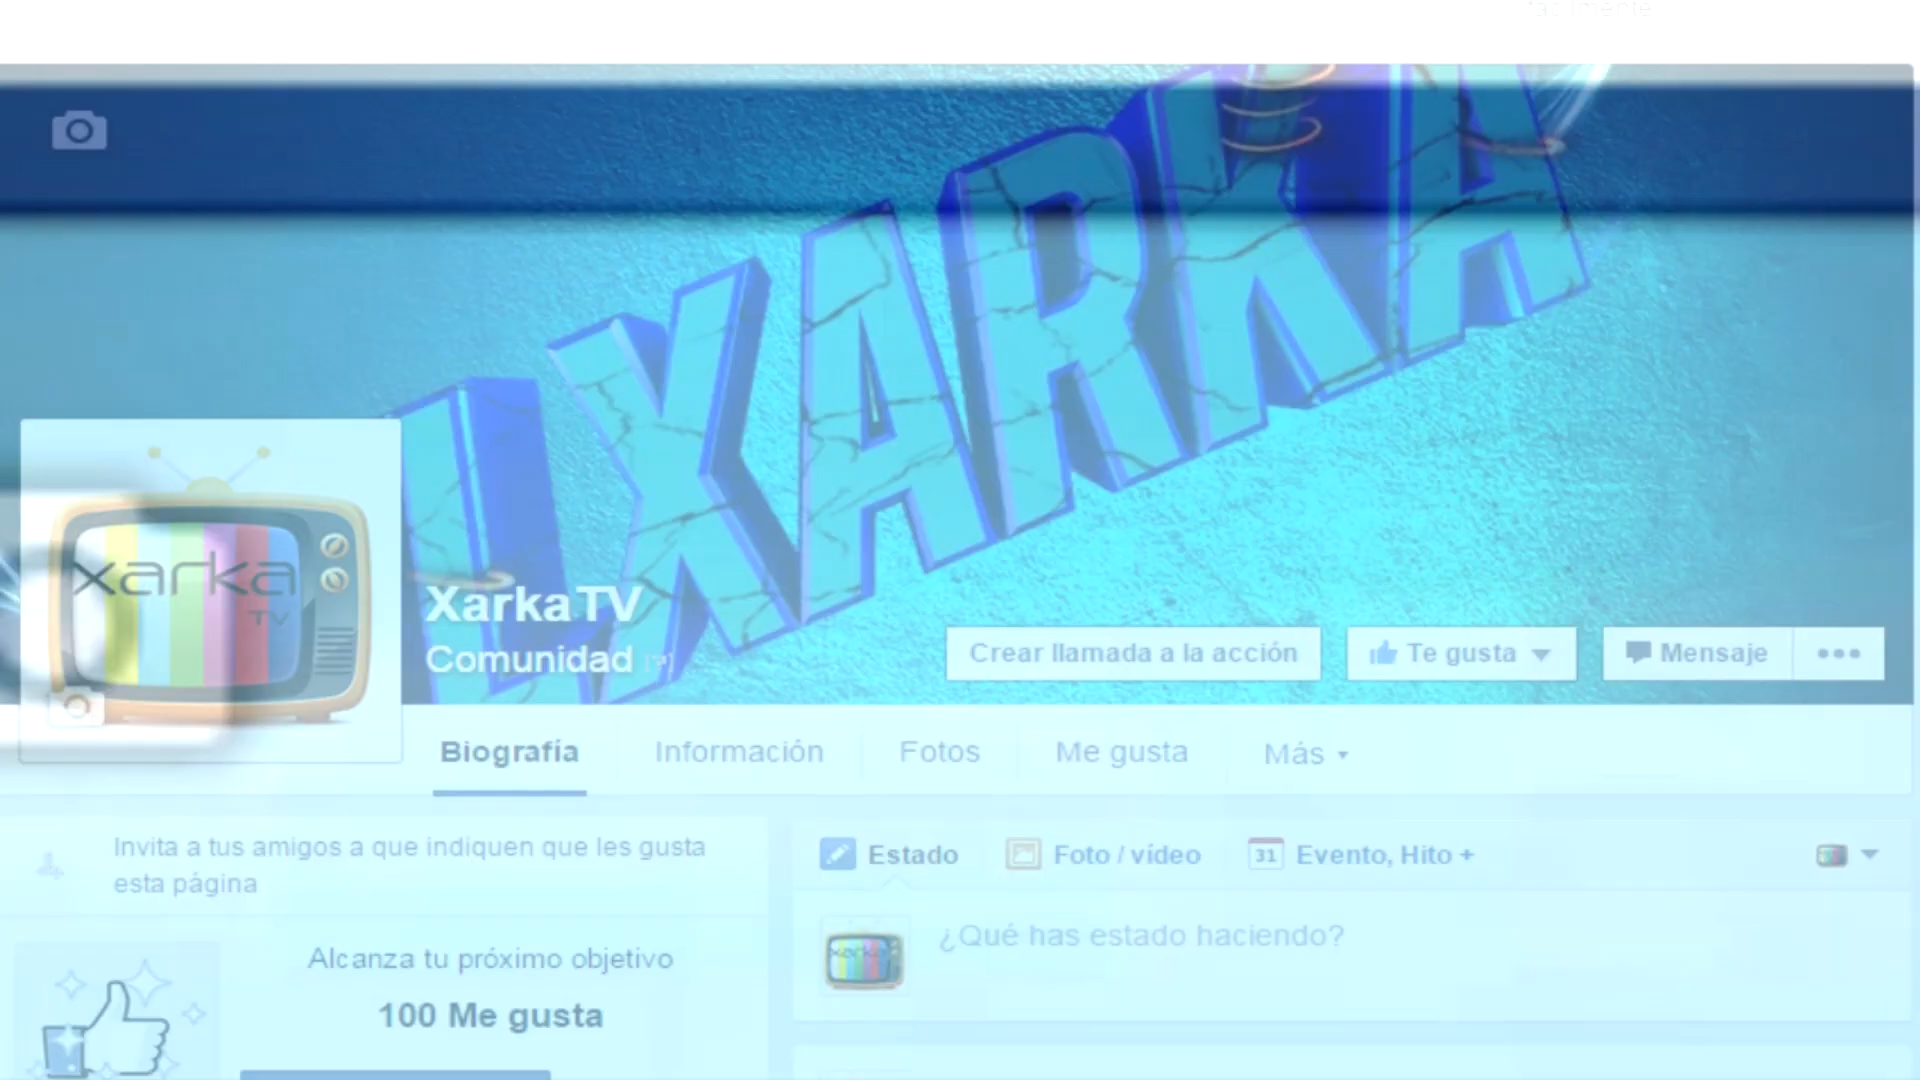 facilmente
LXARKA
xarka
TV
XarkaTV
Comunidad [?]
Crear llamada a la acción
Te gusta
Mensaje
Biografía
Información
Fotos
Me gusta
Más
Invita a tus amigos a que indiquen que les gusta
esta página
Estado
Foto / vídeo
31
Evento, Hito +
¿Qué has estado haciendo?
xarka
Alcanza tu próximo objetivo
100 Me gusta